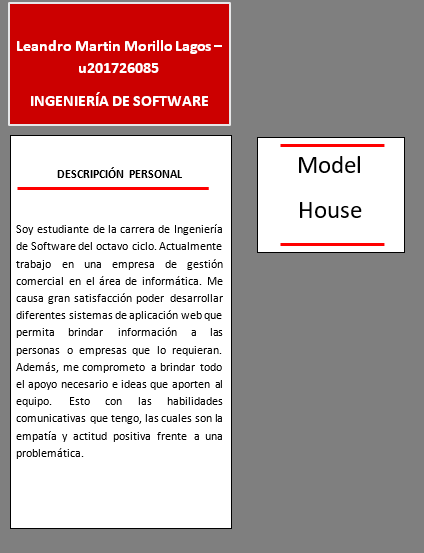 Leandro Martin Morillo Lagos –
u201726085
INGENIERÍA DE SOFTWARE
DESCRIPCIÓN PERSONAL
Soy estudiante de la carrera de Ingeniería
de Software del octavo ciclo. Actualmente
trabajo en una empresa de gestión
comercial en el área de informática. Me
causa gran satisfacción poder desarrollar
diferentes sistemas de aplicación web que
permita brindar información a las
personas o empresas que lo requieran.
Además, me comprometo a brindar todo
el apoyo necesario e ideas que aporten al
equipo. Esto con las habilidades
comunicativas que tengo, las cuales son la
empatía y actitud positiva frente a una
problemática.
Model
House